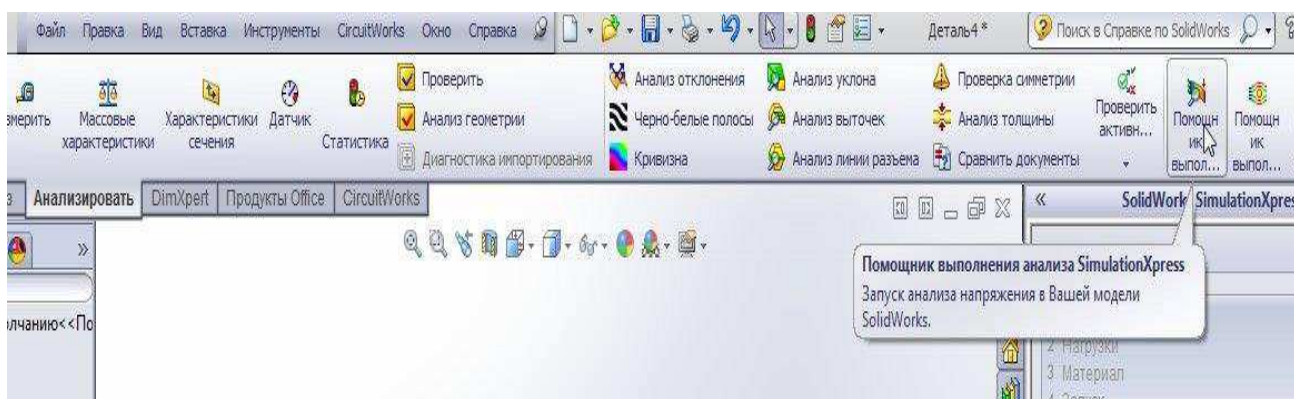 Файл Правка Вид Вставка Инструменты CircuitWorks Окно Справка Деталь4 * Поиск в Справке по SolidWorks
Проверить Анализ отклонения Анализ уклона Проверка симметрии
змерить Массовые характеристики Характеристики сечения Датчик Статистика Анализ геометрии Черно-белые полосы Анализ выточек Анализ толщины Проверить активн... Помощн ик выпол... Помощн ик выпол...
Диагностика импортирования Кривизна Анализ линии разъема Сравнить документы
Анализировать DimXpert Продукты Office CircuitWorks
« SolidWork SimulationXpres
»
Помощник выполнения анализа SimulationXpress
Запуск анализа напряжения в Вашей модели
SolidWorks.
олчанию<<По
2 Нагрузки
3 Материал
4 Запуск